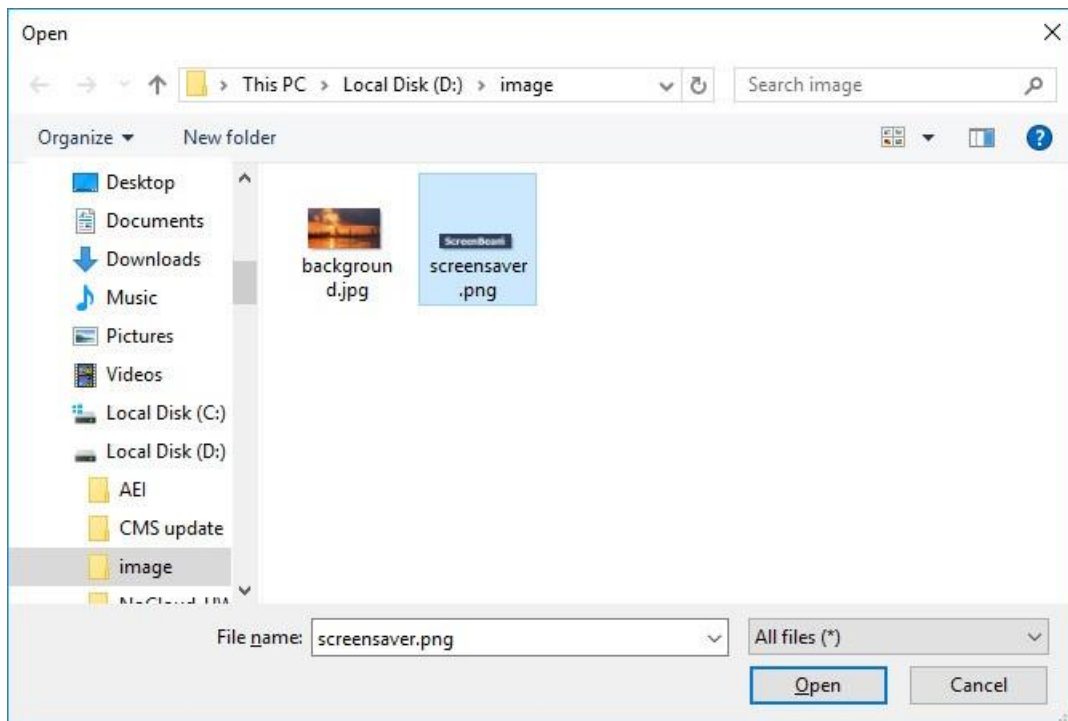 Open
This PC > Local Disk (D:) > image
Search image
Organize
New folder
Desktop
Documents
Downloads
Music
Pictures
Videos
Local Disk (C:)
Local Disk (D:)
AEI
CMS update
image
backgroun
d.jpg
ScreenBeam
screensaver
.png
File name:
screensaver.png
All files (*)
Open
Cancel